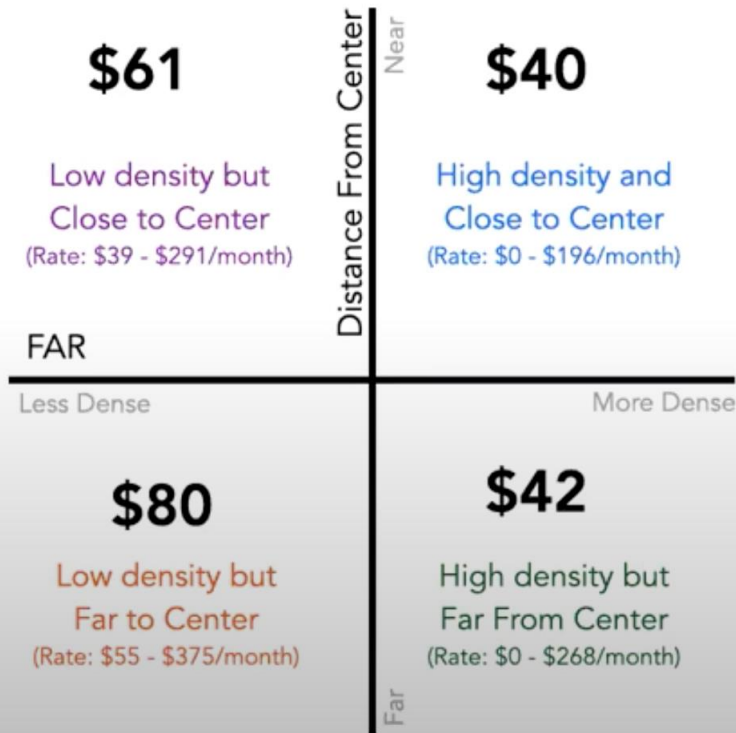 Distance From Center
Near
$61
Low density but
Close to Center
(Rate: $39 - $291/month)
$40
High density and
Close to Center
(Rate: $0 - $196/month)
FAR
Less Dense
More Dense
$80
Low density but
Far to Center
(Rate: $55 - $375/month)
$42
High density but
Far From Center
(Rate: $0 - $268/month)
Far